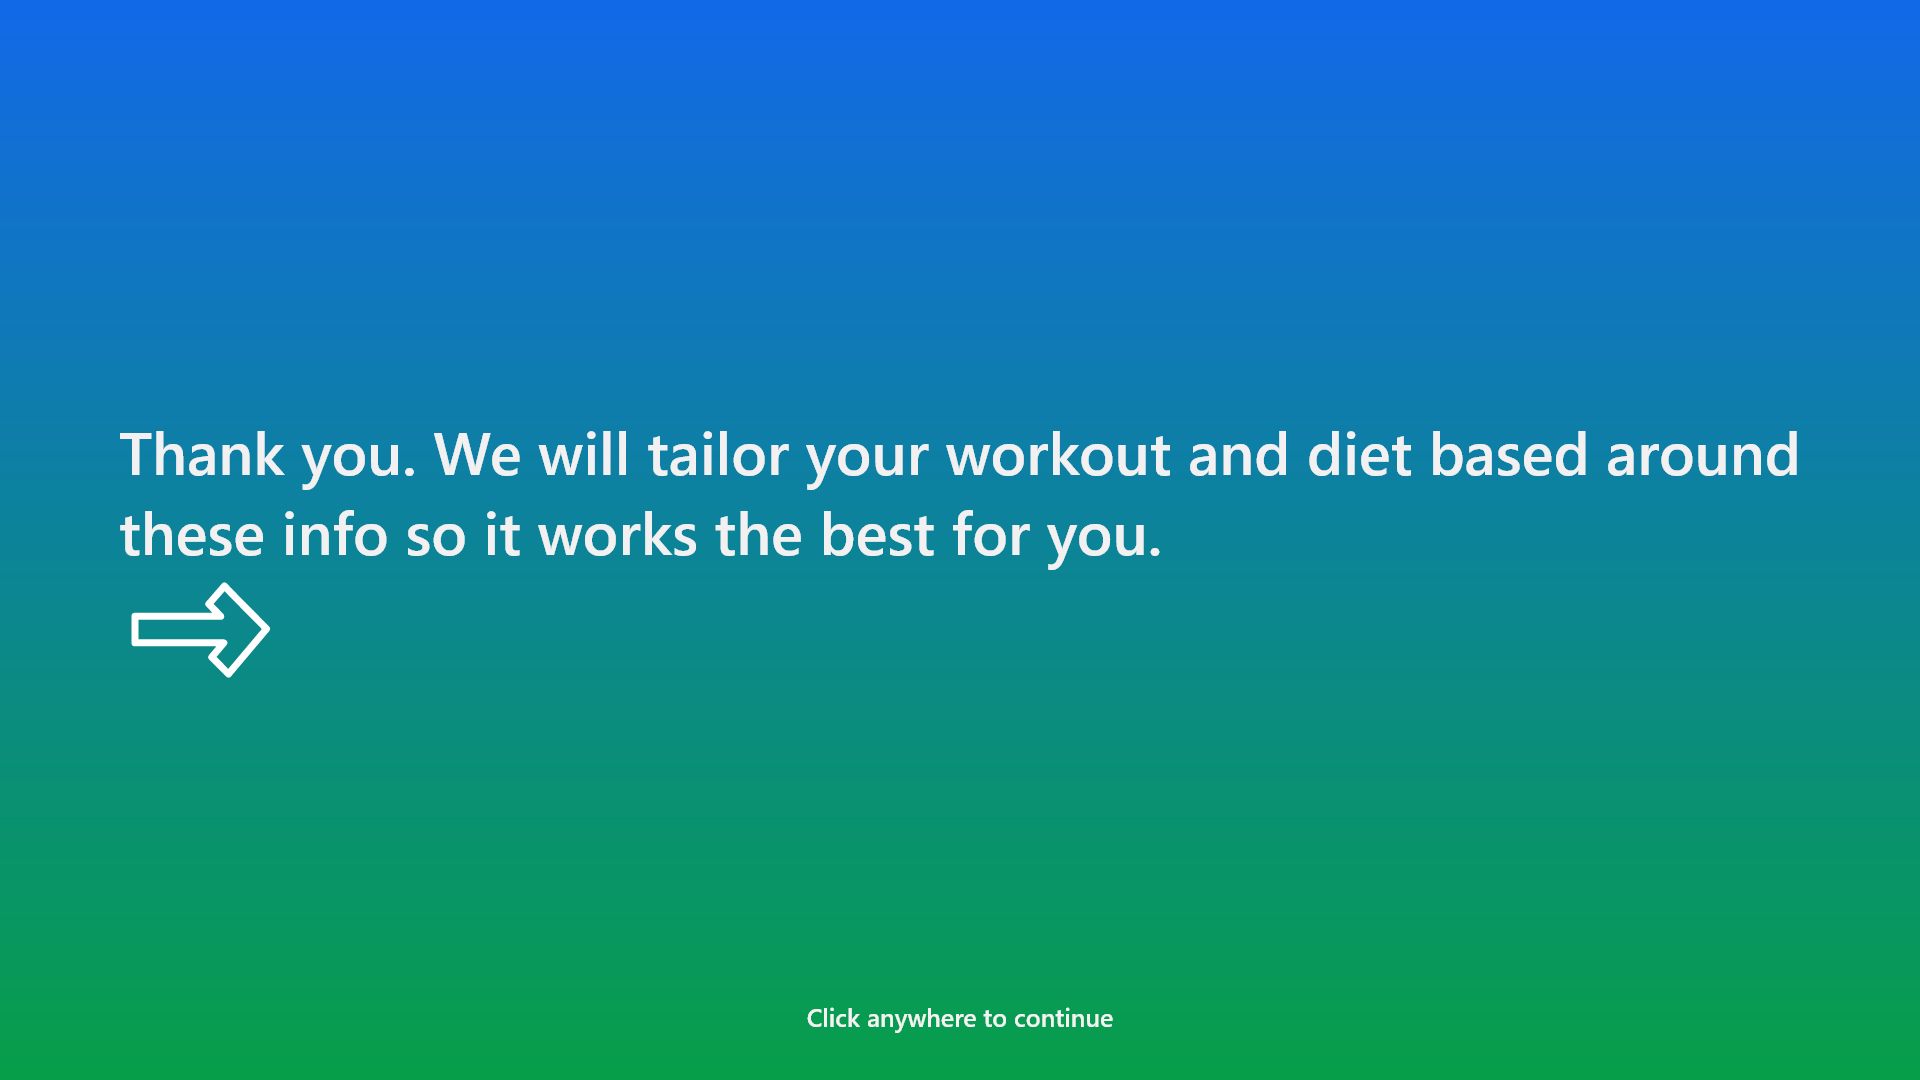 Thank you. We will tailor your workout and diet based around
these info so it works the best for you.
Click anywhere to continue